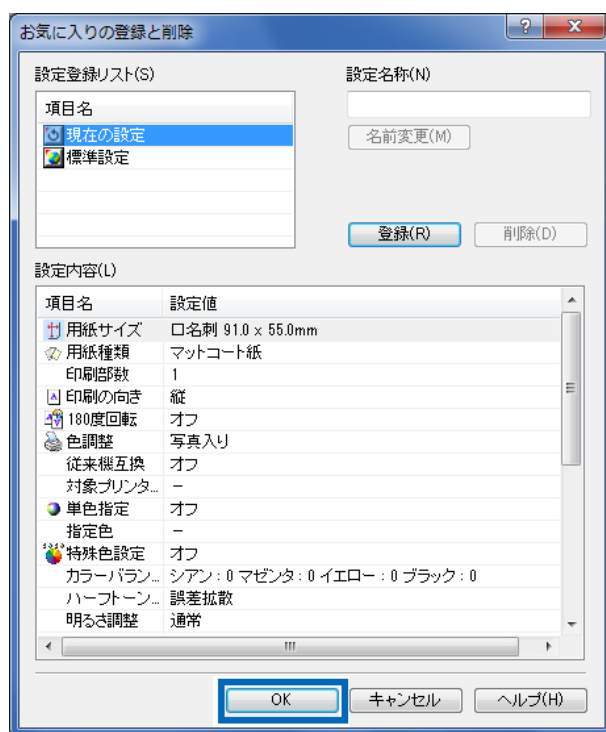 お気に入りの登録と削除
設定登録リスト(S)
設定名称(N)
項目名
現在の設定
標準設定
名前変更(M)
登録(R)
削除(D)
設定内容(L)
項目名 設定値
用紙サイズ 口名刺 91.0 x 55.0mm
用紙種類 マットコート紙
印刷部数 1
印刷の向き 縦
180度回転 オフ
色調整 写真入り
従来機互換 オフ
対象プリンタ... −
単色指定 オフ
指定色 −
特殊色設定 オフ
カラーバラン... シアン : 0 マゼンタ : 0 イエロー : 0 ブラック : 0
ハーフトーン... 誤差拡散
明るさ調整 通常
OK
キャンセル
ヘルプ(H)